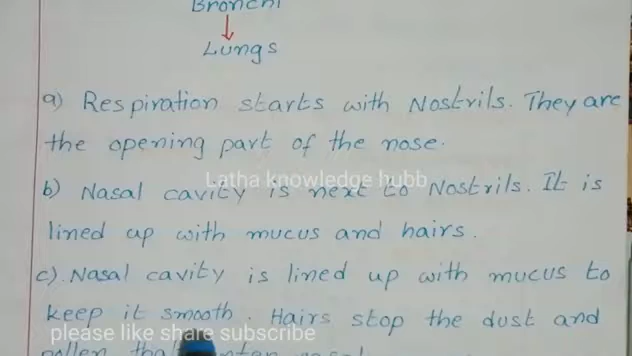 Bronchi
Lungs
a) Respiration starts with Nostrils. They are
the opening part of the nose.
Latha knowledge hubb
b) Nasal cavity is next to Nostrils. It is
lined up with mucus and hairs.
c). Nasal cavity is lined up with mucus to
keep it smooth. Hairs stop the dust and
please like share subscribe
pollen